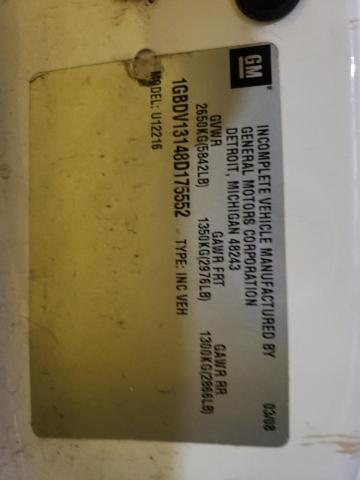 GM
INCOMPLETE VEHICLE MANUFACTURED BY
GENERAL MOTORS CORPORATION
DETROIT, MICHIGAN 48243
03/08
GVWR GAWR FRT GAWR RR
2650KG(5842LB) 1350KG(2976LB) 1300KG(2866LB)
1GBDV13148D175552 TYPE: INC VEH
MODEL: U12216